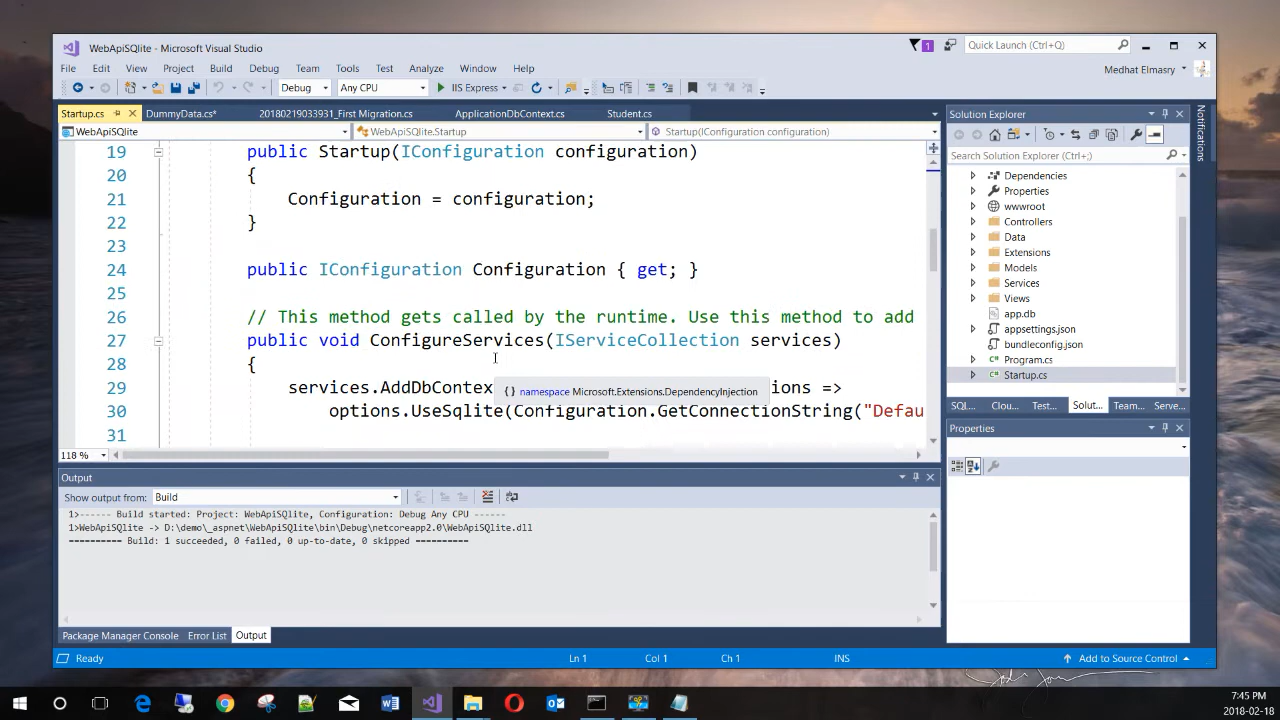 WebApiSQlite - Microsoft Visual Studio
1
Quick Launch (Ctrl+Q)
File Edit View Project Build Debug Team Tools Test Analyze Window Help
Medhat Elmasry
Debug Any CPU IIS Express
Startup.cs DummyData.cs* 20180219033931_First Migration.cs ApplicationDbContext.cs Student.cs
WebApiSQlite WebApiSQlite.Startup Startup(IConfiguration configuration)
19 public Startup(IConfiguration configuration)
20 {
21 Configuration = configuration;
22 }
23
24 public IConfiguration Configuration { get; }
25
26 // This method gets called by the runtime. Use this method to add
27 public void ConfigureServices(IServiceCollection services)
28 {
29 services.AddDbContex ions =>
{ } namespace Microsoft.Extensions.DependencyInjection
30 options.UseSqlite(Configuration.GetConnectionString("Defau
31
118 %
Output
Show output from: Build
1>------ Build started: Project: WebApiSQlite, Configuration: Debug Any CPU ------
1>WebApiSQlite -> D:\demo\_aspnet\WebApiSQlite\bin\Debug\netcoreapp2.0\WebApiSQlite.dll
========== Build: 1 succeeded, 0 failed, 0 up-to-date, 0 skipped ==========
Package Manager Console Error List Output
Solution Explorer
Search Solution Explorer (Ctrl+;)
Dependencies
Properties
wwwroot
Controllers
Data
Extensions
Models
Services
Views
app.db
appsettings.json
bundleconfig.json
Program.cs
Startup.cs
SQL... Clou... Test... Solut... Team... Serve...
Properties
Notifications
Ready Ln 1 Col 1 Ch 1 INS Add to Source Control
7:45 PM
2018-02-18